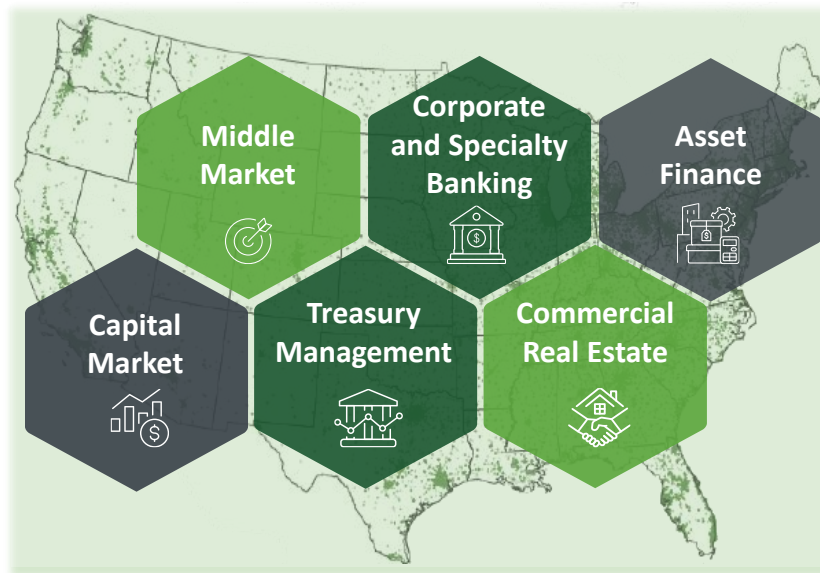 Middle
Market
Corporate
and Specialty
Banking
Asset
Finance
Capital
Market
Treasury
Management
Commercial
Real Estate